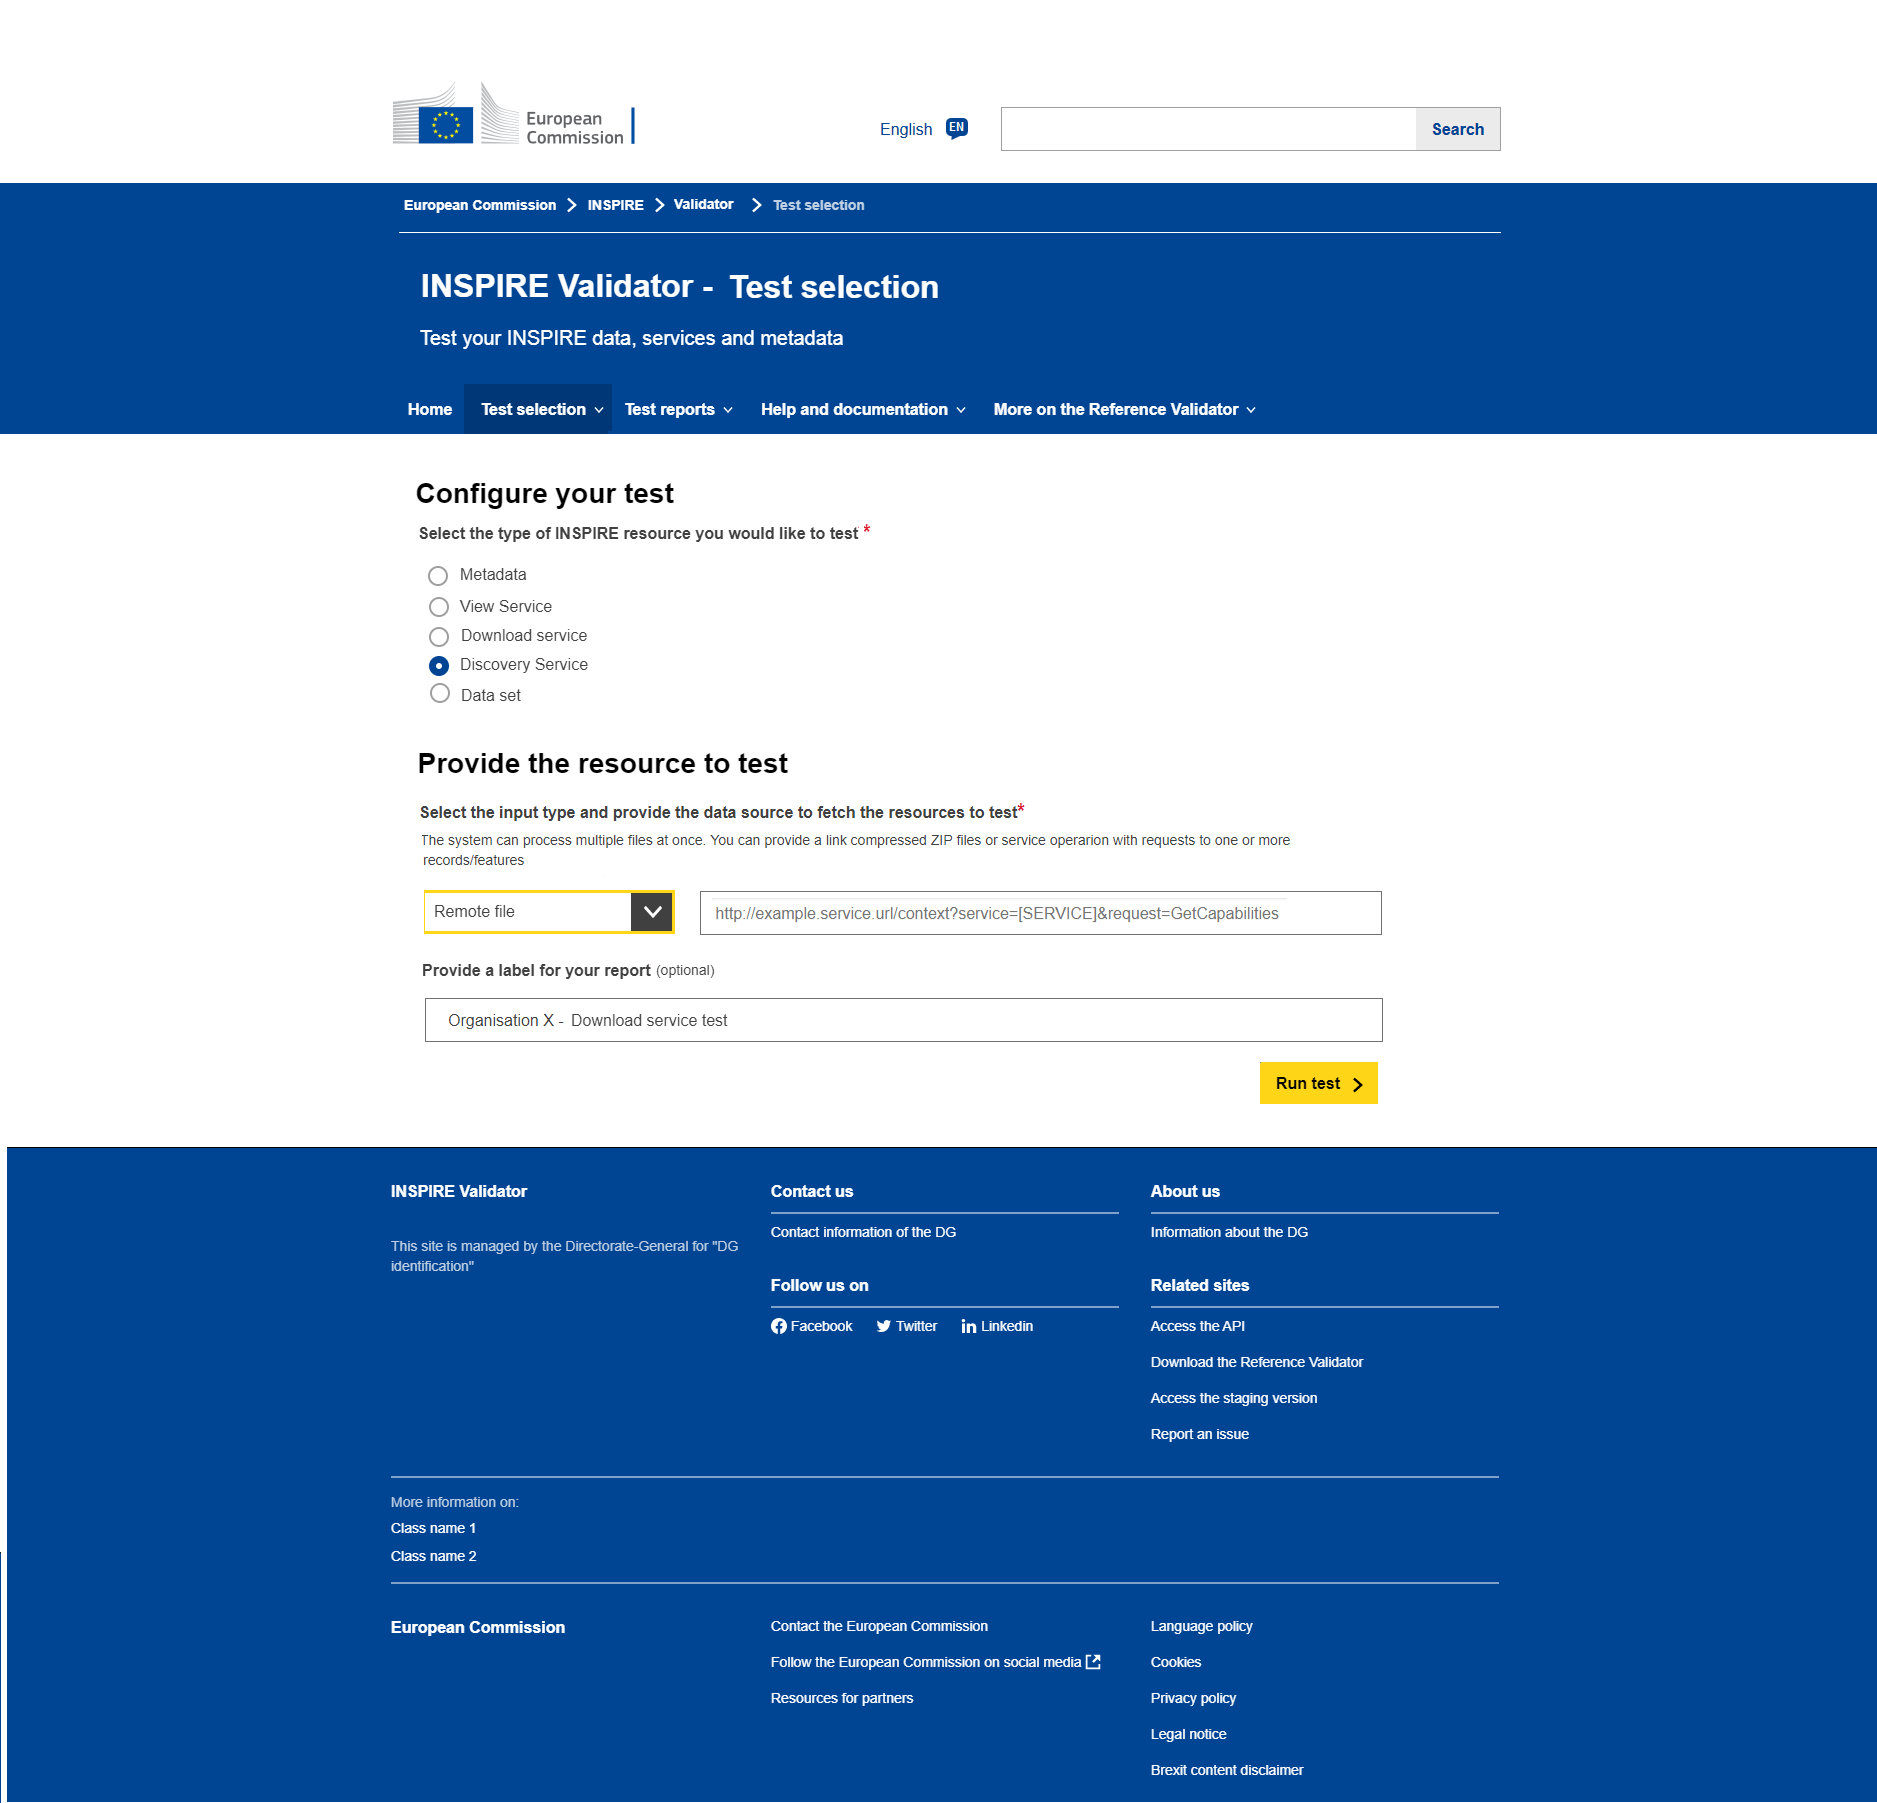 European
Commission
English EN
Search
European Commission INSPIRE Validator Test selection
INSPIRE Validator - Test selection
Test your INSPIRE data, services and metadata
Home Test selection Test reports Help and documentation More on the Reference Validator
Configure your test
Select the type of INSPIRE resource you would like to test *
Metadata
View Service
Download service
Discovery Service
Data set
Provide the resource to test
Select the input type and provide the data source to fetch the resources to test*
The system can process multiple files at once. You can provide a link compressed ZIP files or service operarion with requests to one or more
records/features
Remote file
http://example.service.url/context?service=[SERVICE]&request=GetCapabilities
Provide a label for your report (optional)
Organisation X - Download service test
Run test
INSPIRE Validator
This site is managed by the Directorate-General for "DG
identification"
Contact us
Contact information of the DG
Follow us on
Facebook Twitter Linkedin
About us
Information about the DG
Related sites
Access the API
Download the Reference Validator
Access the staging version
Report an issue
More information on:
Class name 1
Class name 2
European Commission
Contact the European Commission
Follow the European Commission on social media
Resources for partners
Language policy
Cookies
Privacy policy
Legal notice
Brexit content disclaimer